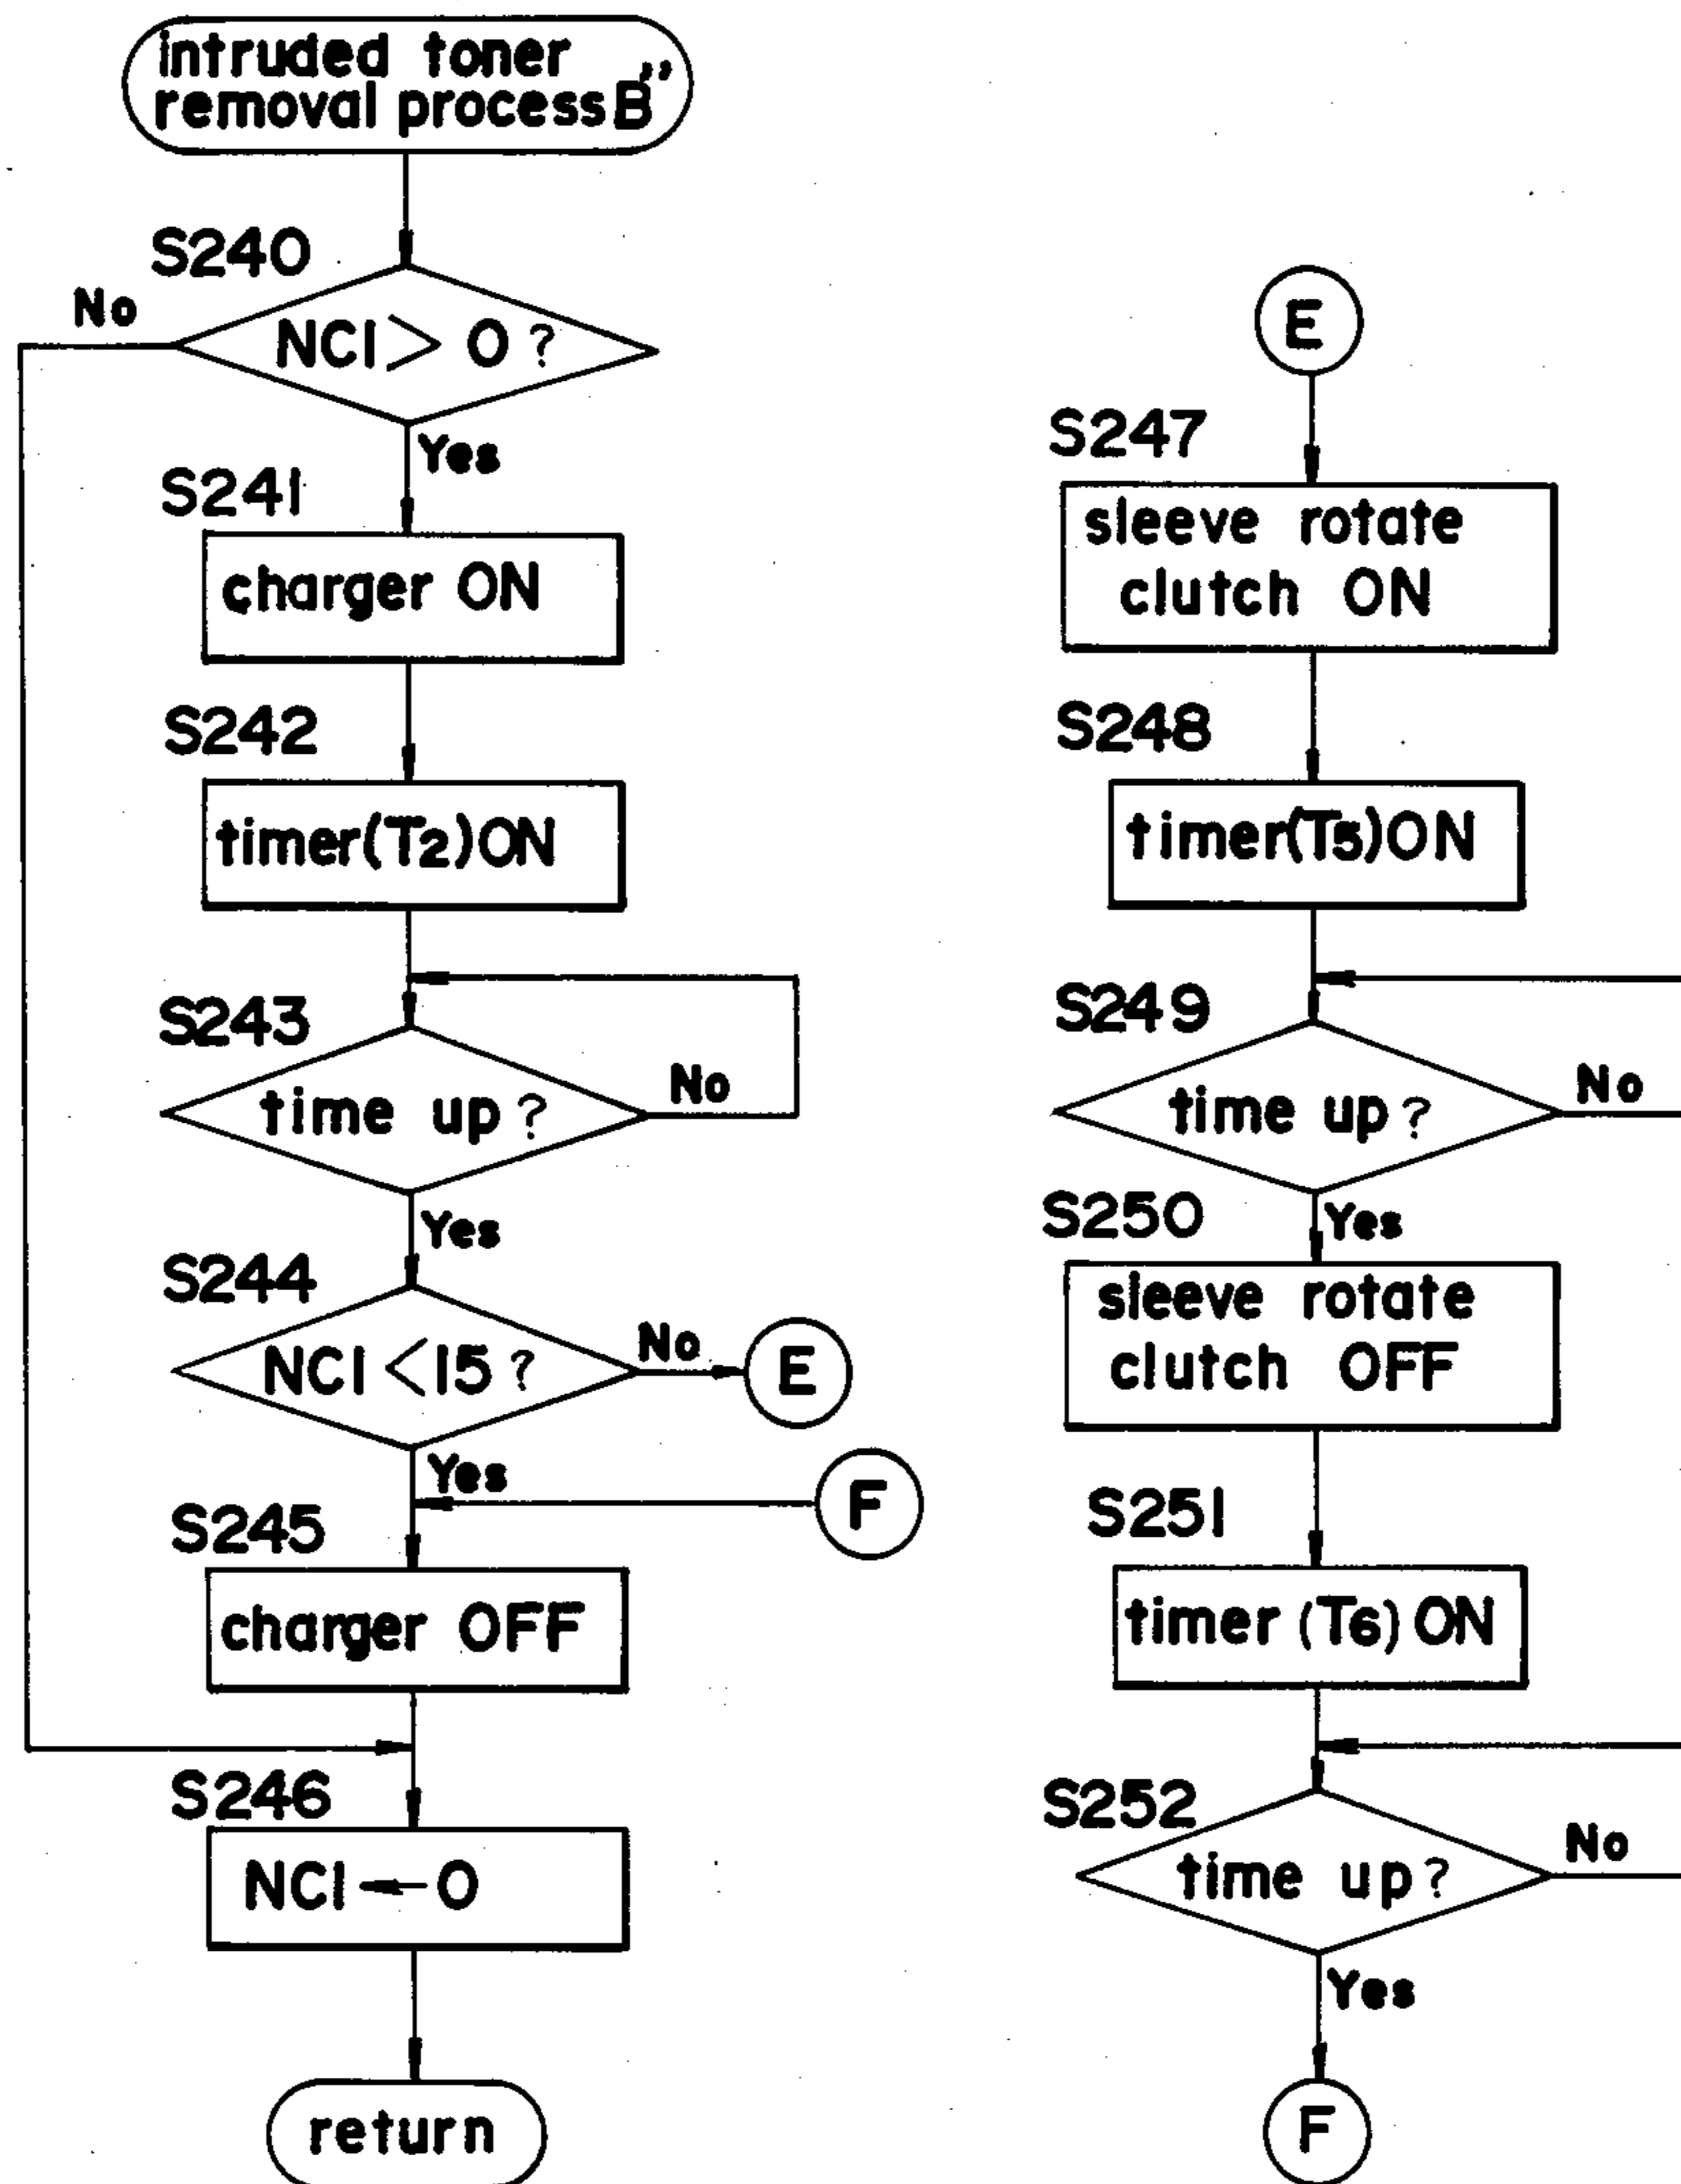 intruded toner
removal process B"
S240
No
NCI > O ?
Yes
S241
charger ON
S242
timer(T2)ON
S243
time up ?
No
Yes
S244
NCI < 15 ?
No
E
Yes
F
S245
charger OFF
S246
NCI ← O
return
E
S247
sleeve rotate
clutch ON
S248
timer(T5)ON
S249
time up ?
No
S250
Yes
sleeve rotate
clutch OFF
S251
timer (T6) ON
S252
time up ?
No
Yes
F